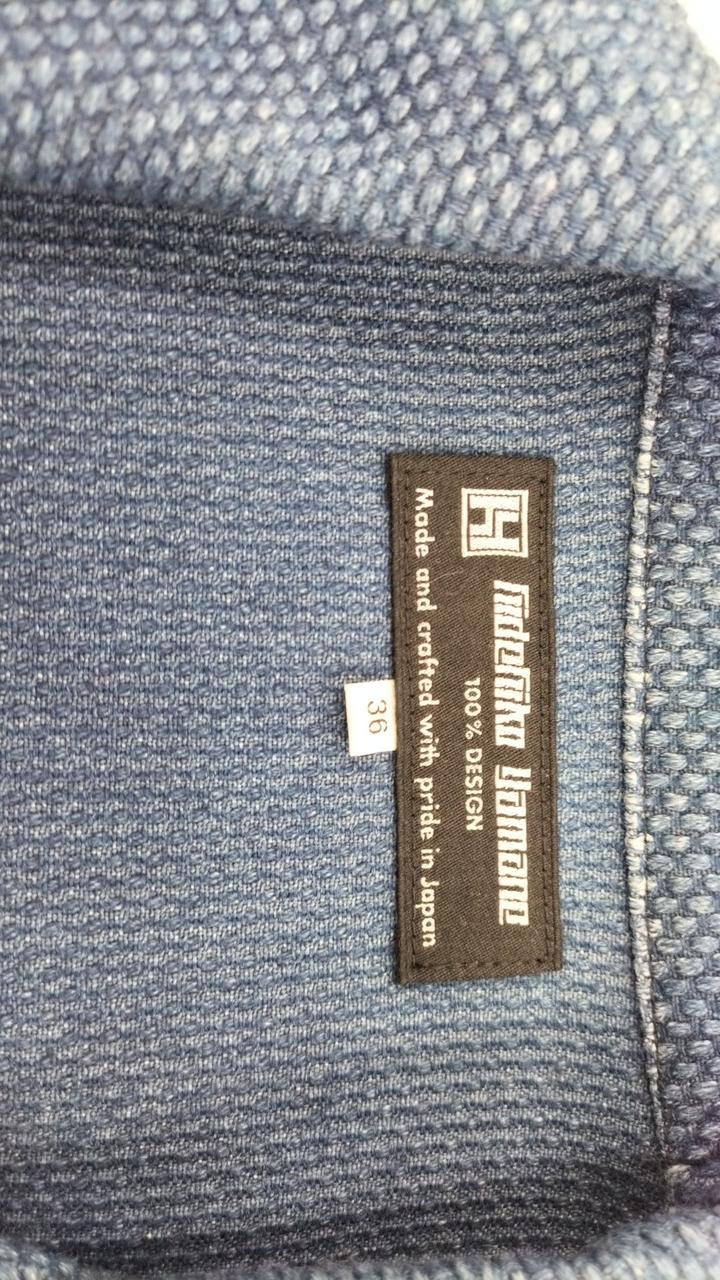 H
Hidehiko Yamane
100% DESIGN
Made and crafted with pride in Japan
36